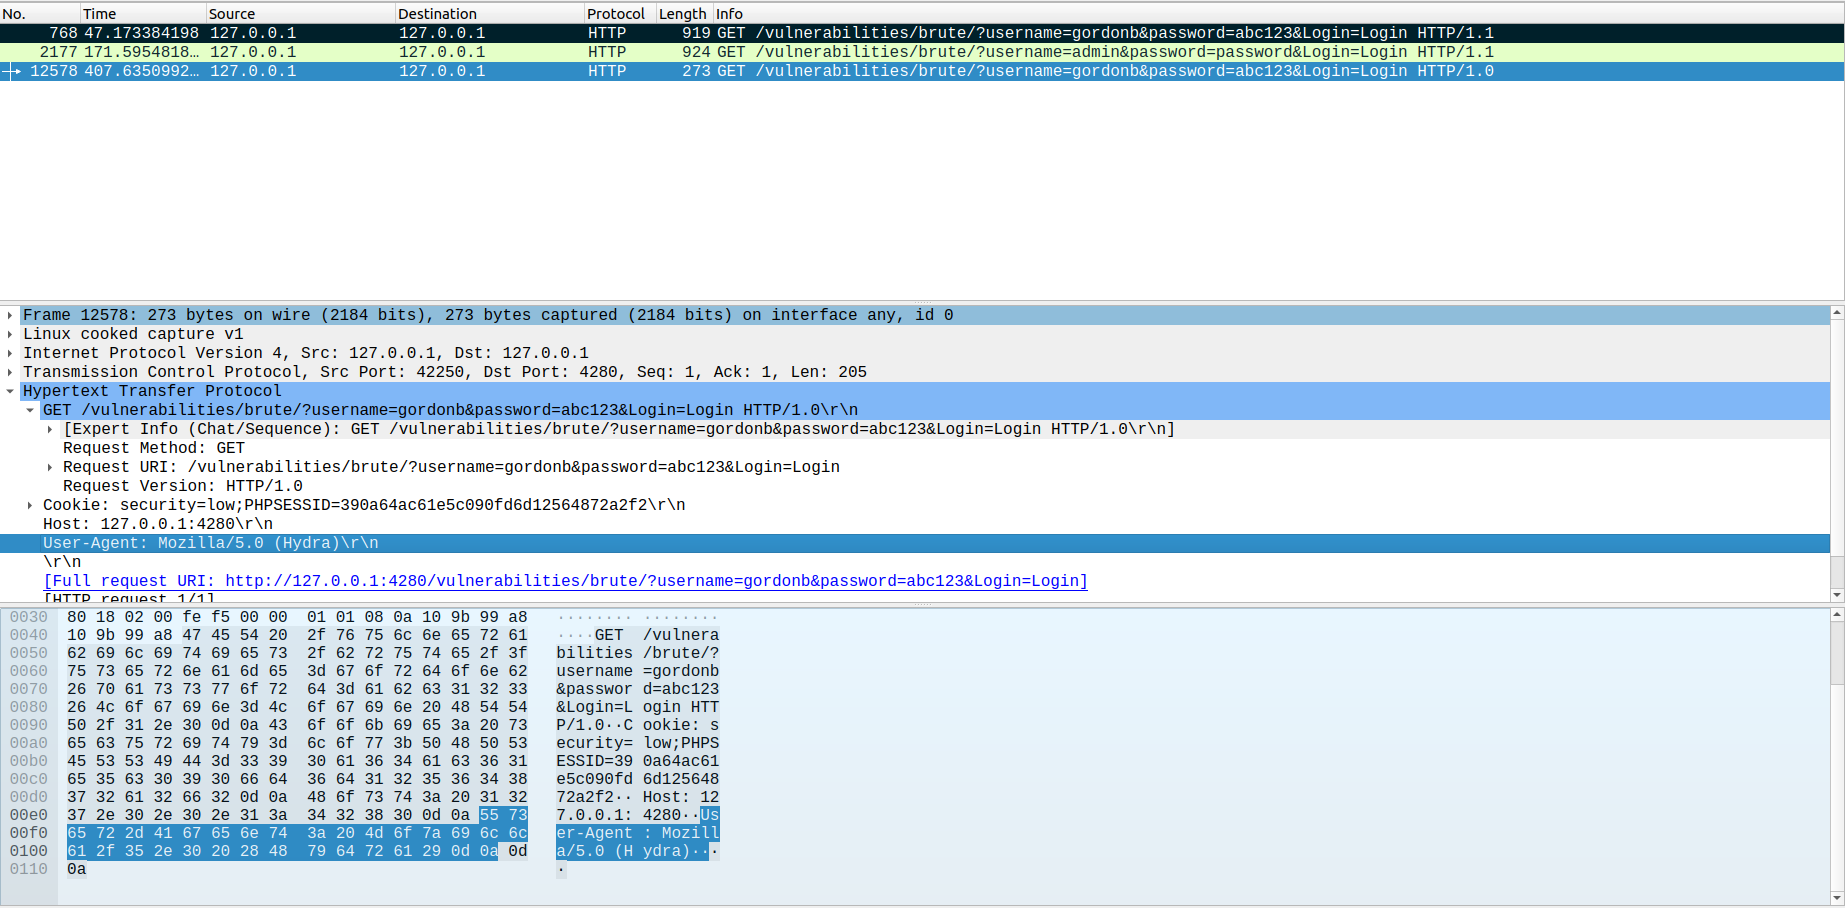 No. Time Source Destination Protocol Length Info
768 47.173384198 127.0.0.1 127.0.0.1 HTTP 919 GET /vulnerabilities/brute/?username=gordonb&password=abc123&Login=Login HTTP/1.1
2177 171.5954818… 127.0.0.1 127.0.0.1 HTTP 924 GET /vulnerabilities/brute/?username=admin&password=password&Login=Login HTTP/1.1
12578 407.6350992… 127.0.0.1 127.0.0.1 HTTP 273 GET /vulnerabilities/brute/?username=gordonb&password=abc123&Login=Login HTTP/1.0
Frame 12578: 273 bytes on wire (2184 bits), 273 bytes captured (2184 bits) on interface any, id 0
Linux cooked capture v1
Internet Protocol Version 4, Src: 127.0.0.1, Dst: 127.0.0.1
Transmission Control Protocol, Src Port: 42250, Dst Port: 4280, Seq: 1, Ack: 1, Len: 205
Hypertext Transfer Protocol
GET /vulnerabilities/brute/?username=gordonb&password=abc123&Login=Login HTTP/1.0\r\n
[Expert Info (Chat/Sequence): GET /vulnerabilities/brute/?username=gordonb&password=abc123&Login=Login HTTP/1.0\r\n]
Request Method: GET
Request URI: /vulnerabilities/brute/?username=gordonb&password=abc123&Login=Login
Request Version: HTTP/1.0
Cookie: security=low;PHPSESSID=390a64ac61e5c090fd6d12564872a2f2\r\n
Host: 127.0.0.1:4280\r\n
User-Agent: Mozilla/5.0 (Hydra)\r\n
\r\n
[Full request URI: http://127.0.0.1:4280/vulnerabilities/brute/?username=gordonb&password=abc123&Login=Login]
[HTTP request 1/1]
0030 80 18 02 00 fe f5 00 00 01 01 08 0a 10 9b 99 a8 ········ ········
0040 10 9b 99 a8 47 45 54 20 2f 76 75 6c 6e 65 72 61 ····GET /vulnera
0050 62 69 6c 69 74 69 65 73 2f 62 72 75 74 65 2f 3f bilities /brute/?
0060 75 73 65 72 6e 61 6d 65 3d 67 6f 72 64 6f 6e 62 username =gordonb
0070 26 70 61 73 73 77 6f 72 64 3d 61 62 63 31 32 33 &passwor d=abc123
0080 26 4c 6f 67 69 6e 3d 4c 6f 67 69 6e 20 48 54 54 &Login=L ogin HTT
0090 50 2f 31 2e 30 0d 0a 43 6f 6f 6b 69 65 3a 20 73 P/1.0··C ookie: s
00a0 65 63 75 72 69 74 79 3d 6c 6f 77 3b 50 48 50 53 ecurity= low;PHPS
00b0 45 53 53 49 44 3d 33 39 30 61 36 34 61 63 36 31 ESSID=39 0a64ac61
00c0 65 35 63 30 39 30 66 64 36 64 31 32 35 36 34 38 e5c090fd 6d125648
00d0 37 32 61 32 66 32 0d 0a 48 6f 73 74 3a 20 31 32 72a2f2·· Host: 12
00e0 37 2e 30 2e 30 2e 31 3a 34 32 38 30 0d 0a 55 73 7.0.0.1: 4280··Us
00f0 65 72 2d 41 67 65 6e 74 3a 20 4d 6f 7a 69 6c 6c er-Agent : Mozill
0100 61 2f 35 2e 30 20 28 48 79 64 72 61 29 0d 0a 0d a/5.0 (H ydra)···
0110 0a ·